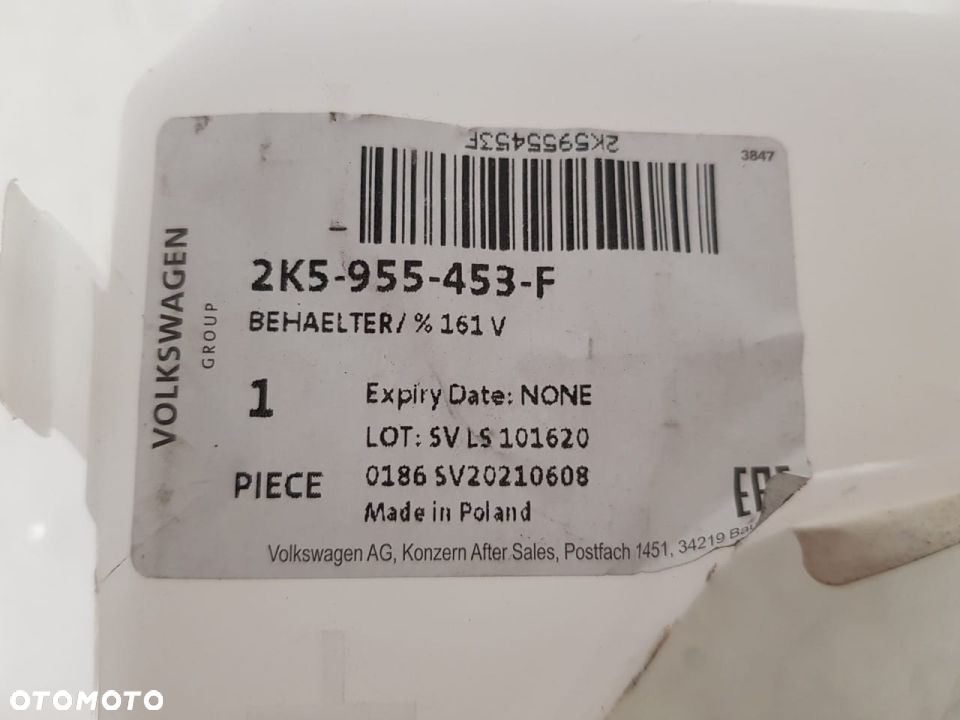 2K5955453F
3847
VOLKSWAGEN
GROUP
2K5-955-453-F
BEHAELTER/ % 161 V
1
PIECE
Expiry Date: NONE
LOT: SV LS 101620
0186 SV20210608
Made in Poland
Volkswagen AG, Konzern After Sales, Postfach 1451, 34219
OTOMOTO